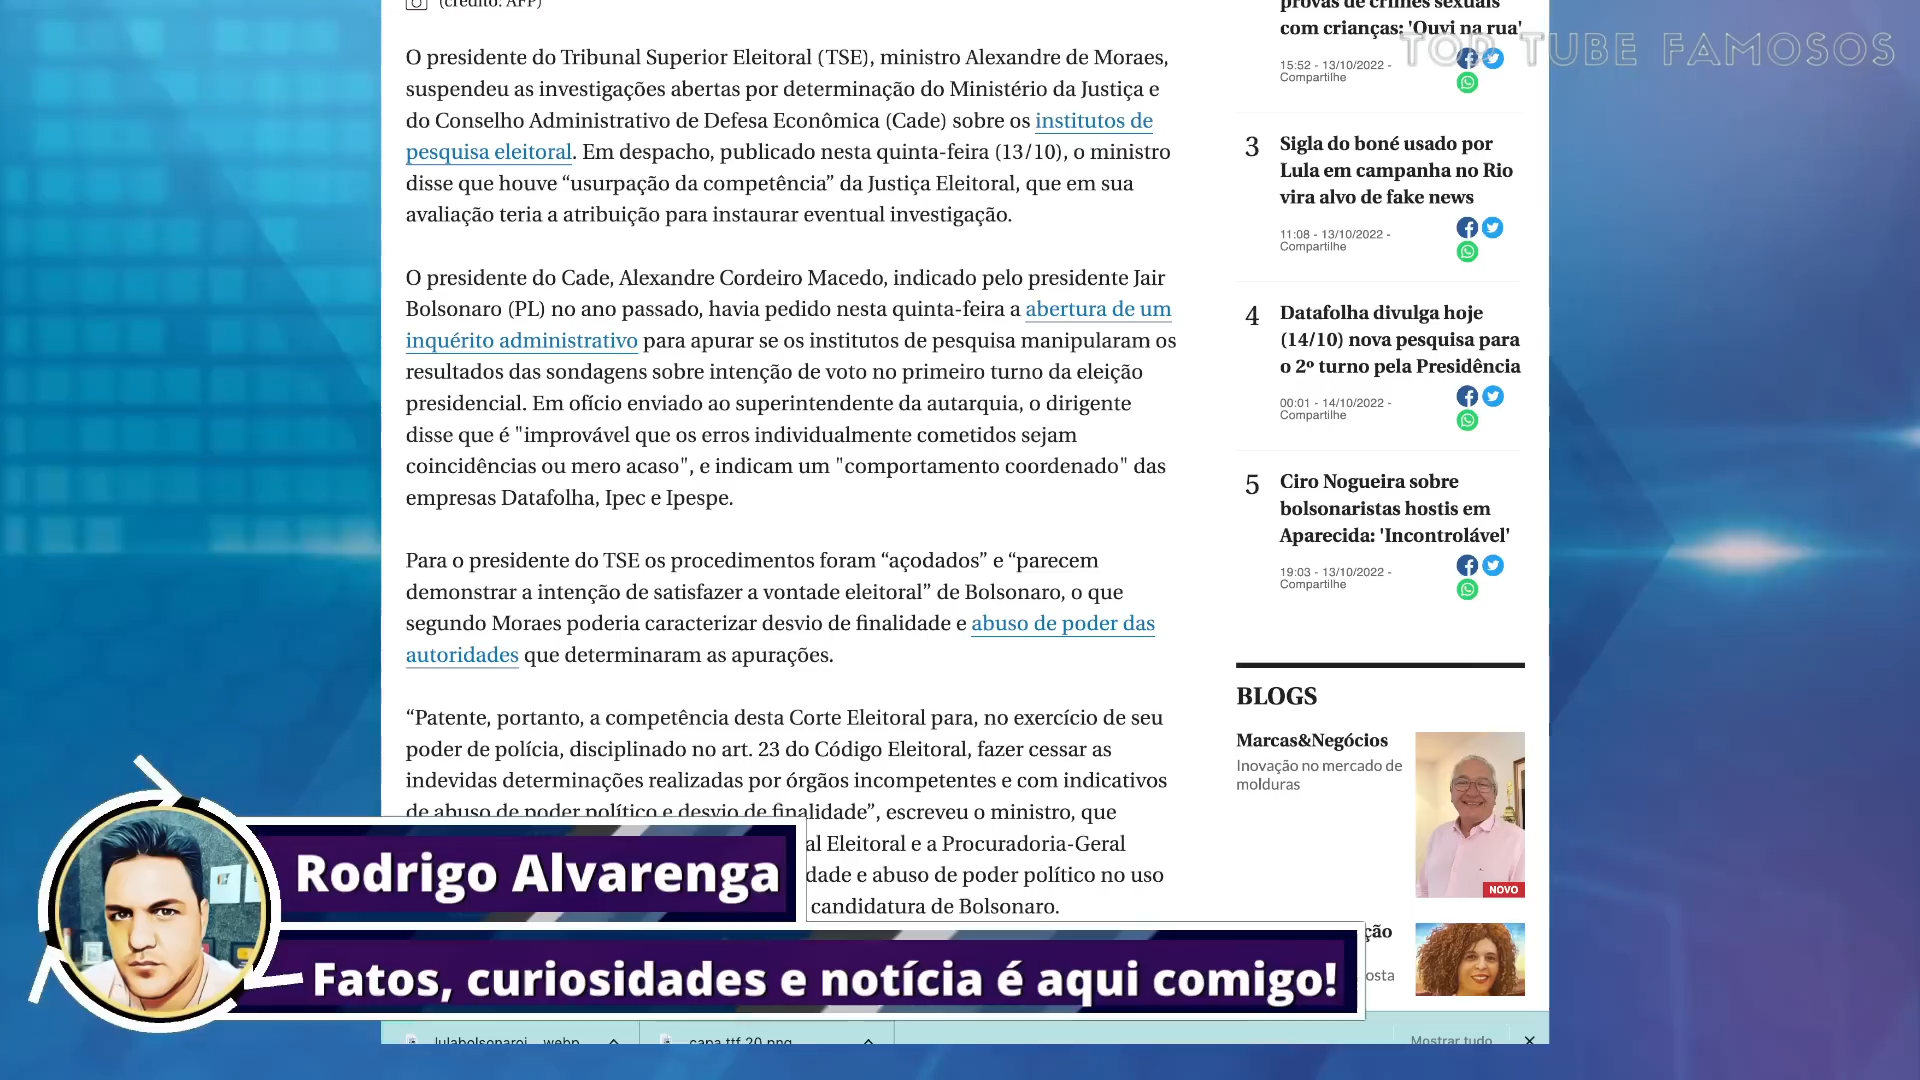 (crédito: AFP)
O presidente do Tribunal Superior Eleitoral (TSE), ministro Alexandre de Moraes,
suspendeu as investigações abertas por determinação do Ministério da Justiça e
do Conselho Administrativo de Defesa Econômica (Cade) sobre os institutos de
pesquisa eleitoral. Em despacho, publicado nesta quinta-feira (13/10), o ministro
disse que houve “usurpação da competência” da Justiça Eleitoral, que em sua
avaliação teria a atribuição para instaurar eventual investigação.
O presidente do Cade, Alexandre Cordeiro Macedo, indicado pelo presidente Jair
Bolsonaro (PL) no ano passado, havia pedido nesta quinta-feira a abertura de um
inquérito administrativo para apurar se os institutos de pesquisa manipularam os
resultados das sondagens sobre intenção de voto no primeiro turno da eleição
presidencial. Em ofício enviado ao superintendente da autarquia, o dirigente
disse que é "improvável que os erros individualmente cometidos sejam
coincidências ou mero acaso", e indicam um "comportamento coordenado" das
empresas Datafolha, Ipec e Ipespe.
Para o presidente do TSE os procedimentos foram “açodados” e “parecem
demonstrar a intenção de satisfazer a vontade eleitoral” de Bolsonaro, o que
segundo Moraes poderia caracterizar desvio de finalidade e abuso de poder das
autoridades que determinaram as apurações.
“Patente, portanto, a competência desta Corte Eleitoral para, no exercício de seu
poder de polícia, disciplinado no art. 23 do Código Eleitoral, fazer cessar as
indevidas determinações realizadas por órgãos incompetentes e com indicativos
de abuso de poder político e desvio de finalidade”, escreveu o ministro, que
al Eleitoral e a Procuradoria-Geral
dade e abuso de poder político no uso
candidatura de Bolsonaro.
provas de crimes sexuais
com crianças: 'Ouvi na rua'
15:52 - 13/10/2022 -
Compartilhe
TOP TUBE FAMOSOS
3
Sigla do boné usado por
Lula em campanha no Rio
vira alvo de fake news
11:08 - 13/10/2022 -
Compartilhe
4
Datafolha divulga hoje
(14/10) nova pesquisa para
o 2º turno pela Presidência
00:01 - 14/10/2022 -
Compartilhe
5
Ciro Nogueira sobre
bolsonaristas hostis em
Aparecida: 'Incontrolável'
19:03 - 13/10/2022 -
Compartilhe
BLOGS
Marcas&Negócios
Inovação no mercado de
molduras
NOVO
ção
osta
Rodrigo Alvarenga
Fatos, curiosidades e notícia é aqui comigo!
lulabolsonaroj....webp
capa ttf 20.png
Mostrar tudo